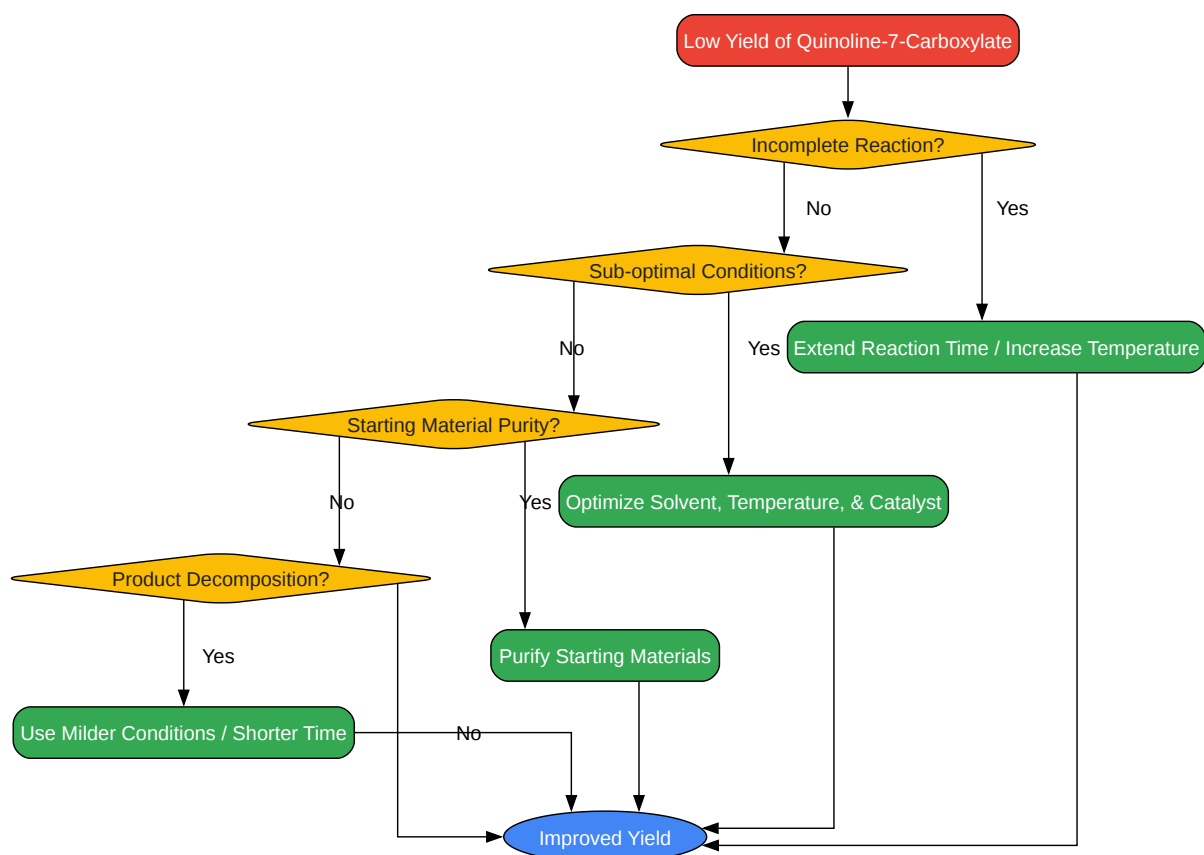 Low Yield of Quinoline-7-Carboxylate
Incomplete Reaction?
No
Yes
Sub-optimal Conditions?
No
Yes
Extend Reaction Time / Increase Temperature
Starting Material Purity?
No
Yes
Optimize Solvent, Temperature, & Catalyst
Product Decomposition?
Yes
Purify Starting Materials
Use Milder Conditions / Shorter Time
No
Improved Yield